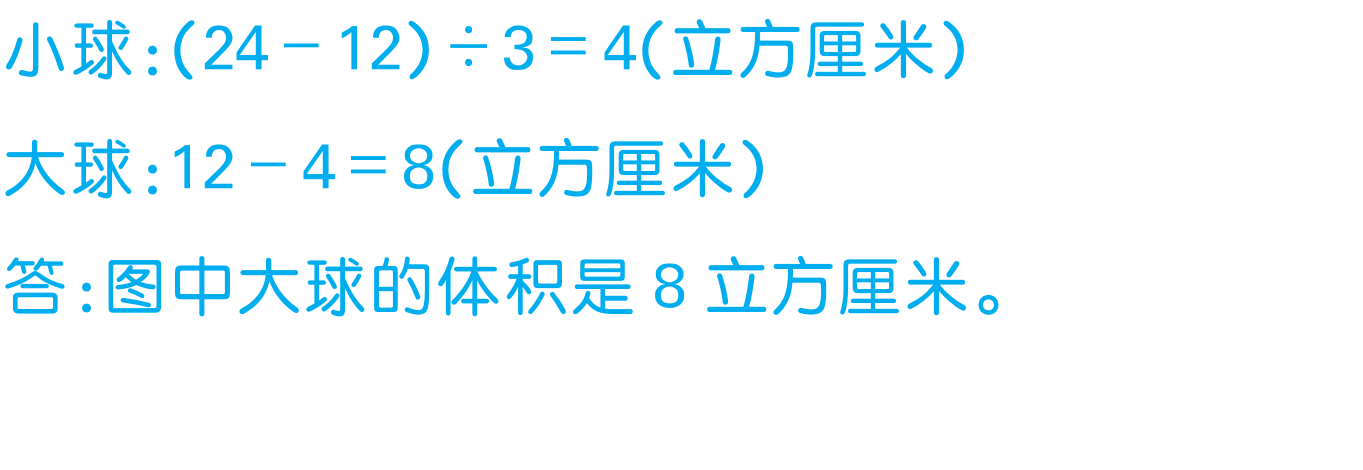 小球:(24－12)÷3＝4(立方厘米)
大球:12－4＝8(立方厘米)
答:图中大球的体积是 8 立方厘米。